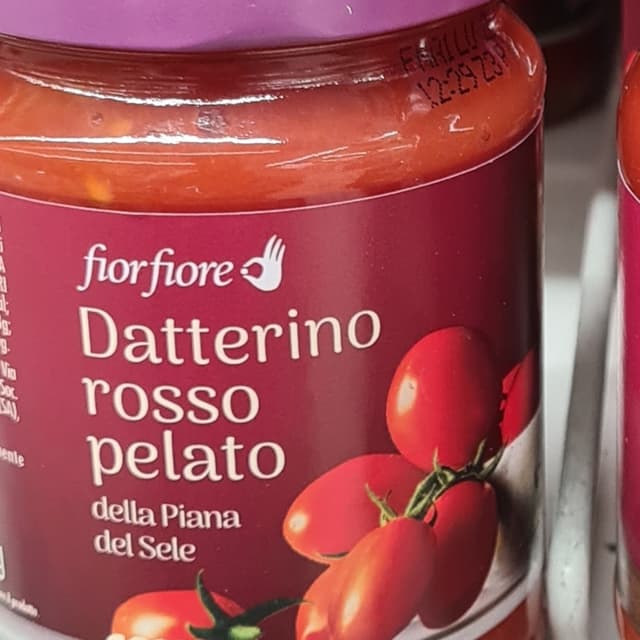 fiorfiore
Datterino
rosso
pelato
della Piana
del Sele